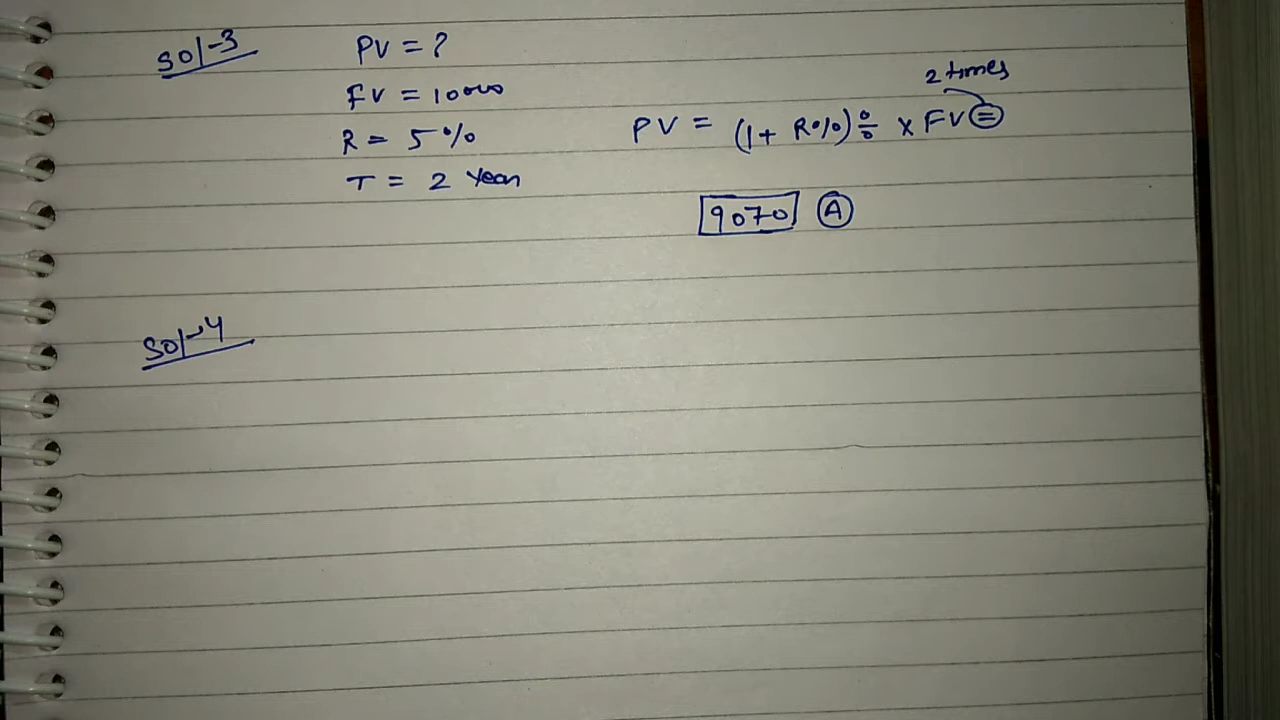 Sol-3
PV = ?
FV = 10000
R = 5%
T = 2 Year
2 times
PV = (1+ R%) ÷ × FV =
9070 A
Sol-4